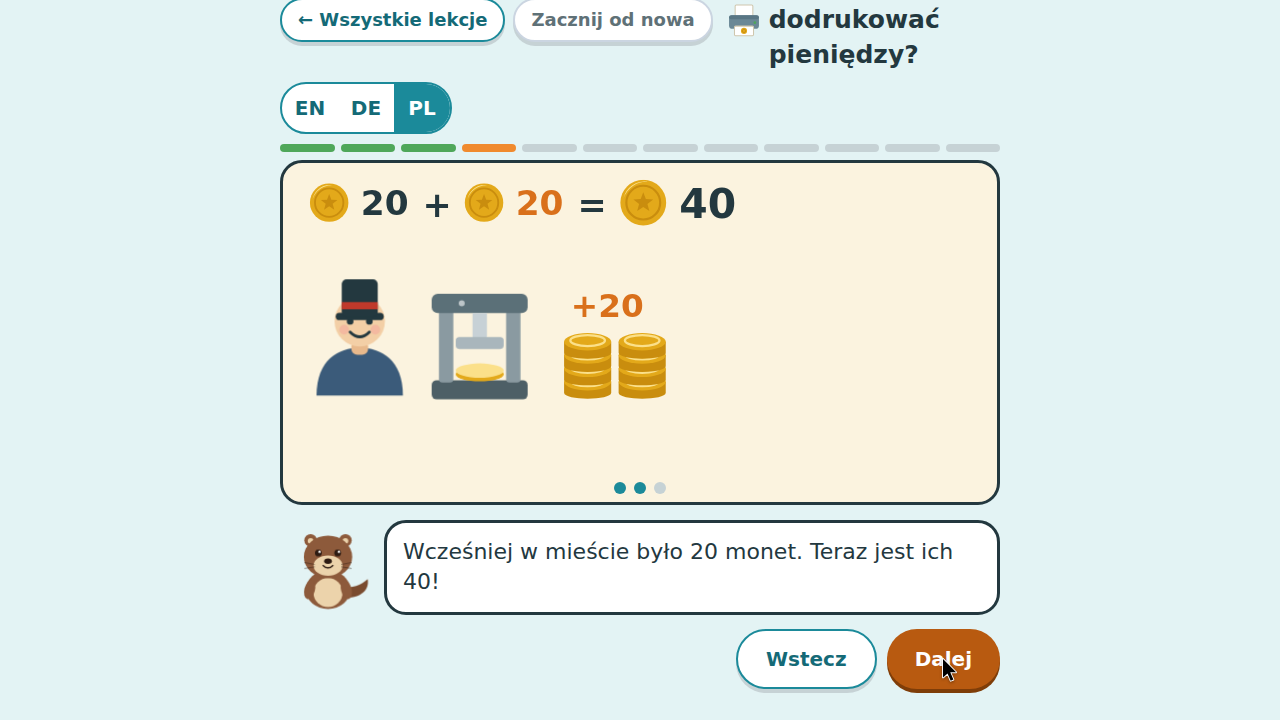 ← Wszystkie lekcje
Zacznij od nowa
dodrukować
pieniędzy?
EN DE PL
20 + 20 = 40
+20
Wcześniej w mieście było 20 monet. Teraz jest ich
40!
Wstecz
Dalej